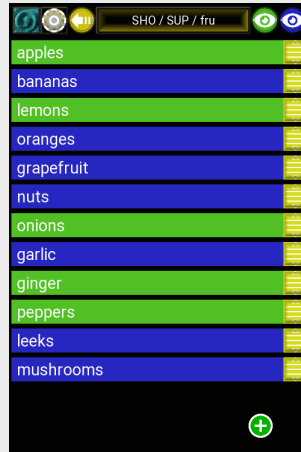 SHO / SUP / fru
apples
bananas
lemons
oranges
grapefruit
nuts
onions
garlic
ginger
peppers
leeks
mushrooms